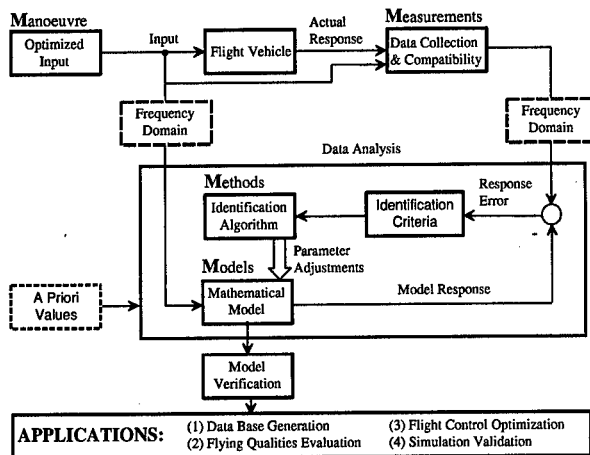 Manoeuvre
Optimized
Input
Input
Flight Vehicle
Actual
Response
Measurements
Data Collection
& Compatibility
Frequency
Domain
Frequency
Domain
Data Analysis
Methods
Identification
Algorithm
Identification
Criteria
Response
Error
Parameter
Adjustments
Models
Mathematical
Model
Model Response
A Priori
Values
Model
Verification
APPLICATIONS:
(1) Data Base Generation
(2) Flying Qualities Evaluation
(3) Flight Control Optimization
(4) Simulation Validation